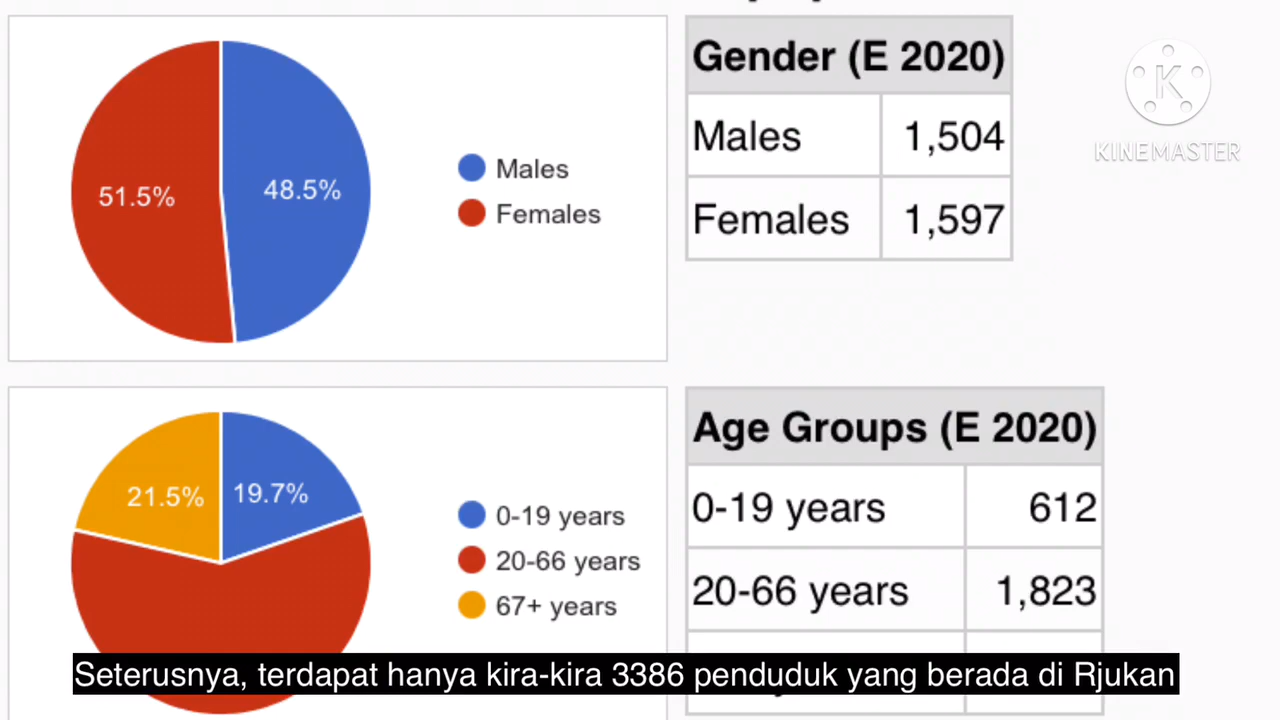 Gender (E 2020)
Males 1,504
Females 1,597
51.5% 48.5%
Males
Females
K
KINEMASTER
Age Groups (E 2020)
0-19 years 612
20-66 years 1,823
21.5% 19.7%
0-19 years
20-66 years
67+ years
Seterusnya, terdapat hanya kira-kira 3386 penduduk yang berada di Rjukan